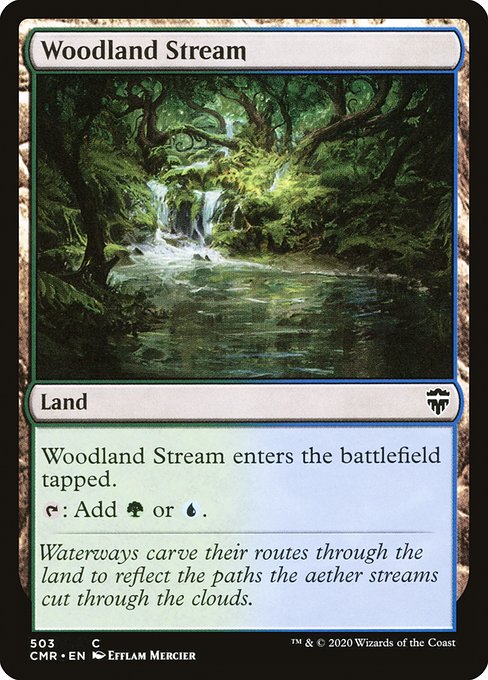 Woodland Stream
Land
Woodland Stream enters the battlefield
tapped.
: Add or .
Waterways carve their routes through the
land to reflect the paths the aether streams
cut through the clouds.
503 C
™ & © 2020 Wizards of the Coast
CMR • EN Efflam Mercier